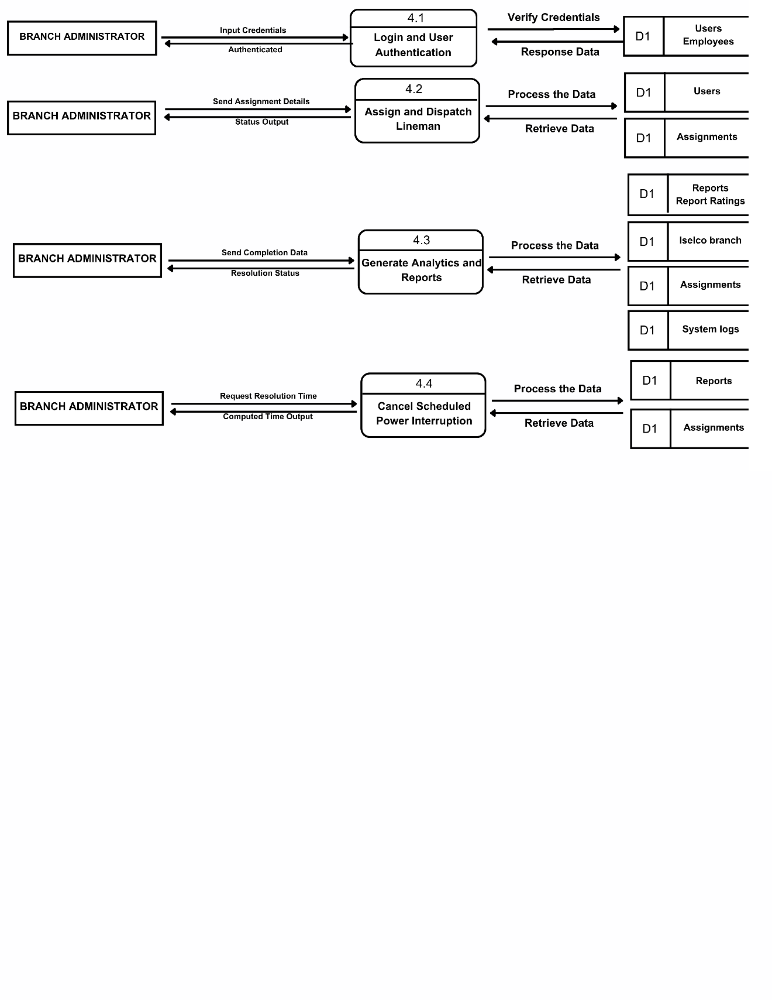 4.1
Verify Credentials
BRANCH ADMINISTRATOR
Input Credentials
Authenticated
Login and User
Authentication
Response Data
D1
Users
Employees
4.2
BRANCH ADMINISTRATOR
Send Assignment Details
Status Output
Assign and Dispatch
Lineman
Process the Data
Retrieve Data
D1
Users
D1
Assignments
D1
Reports
Report Ratings
4.3
BRANCH ADMINISTRATOR
Send Completion Data
Resolution Status
Generate Analytics and
Reports
Process the Data
Retrieve Data
D1
Iselco branch
D1
Assignments
D1
System logs
4.4
BRANCH ADMINISTRATOR
Request Resolution Time
Computed Time Output
Cancel Scheduled
Power Interruption
Process the Data
Retrieve Data
D1
Reports
D1
Assignments